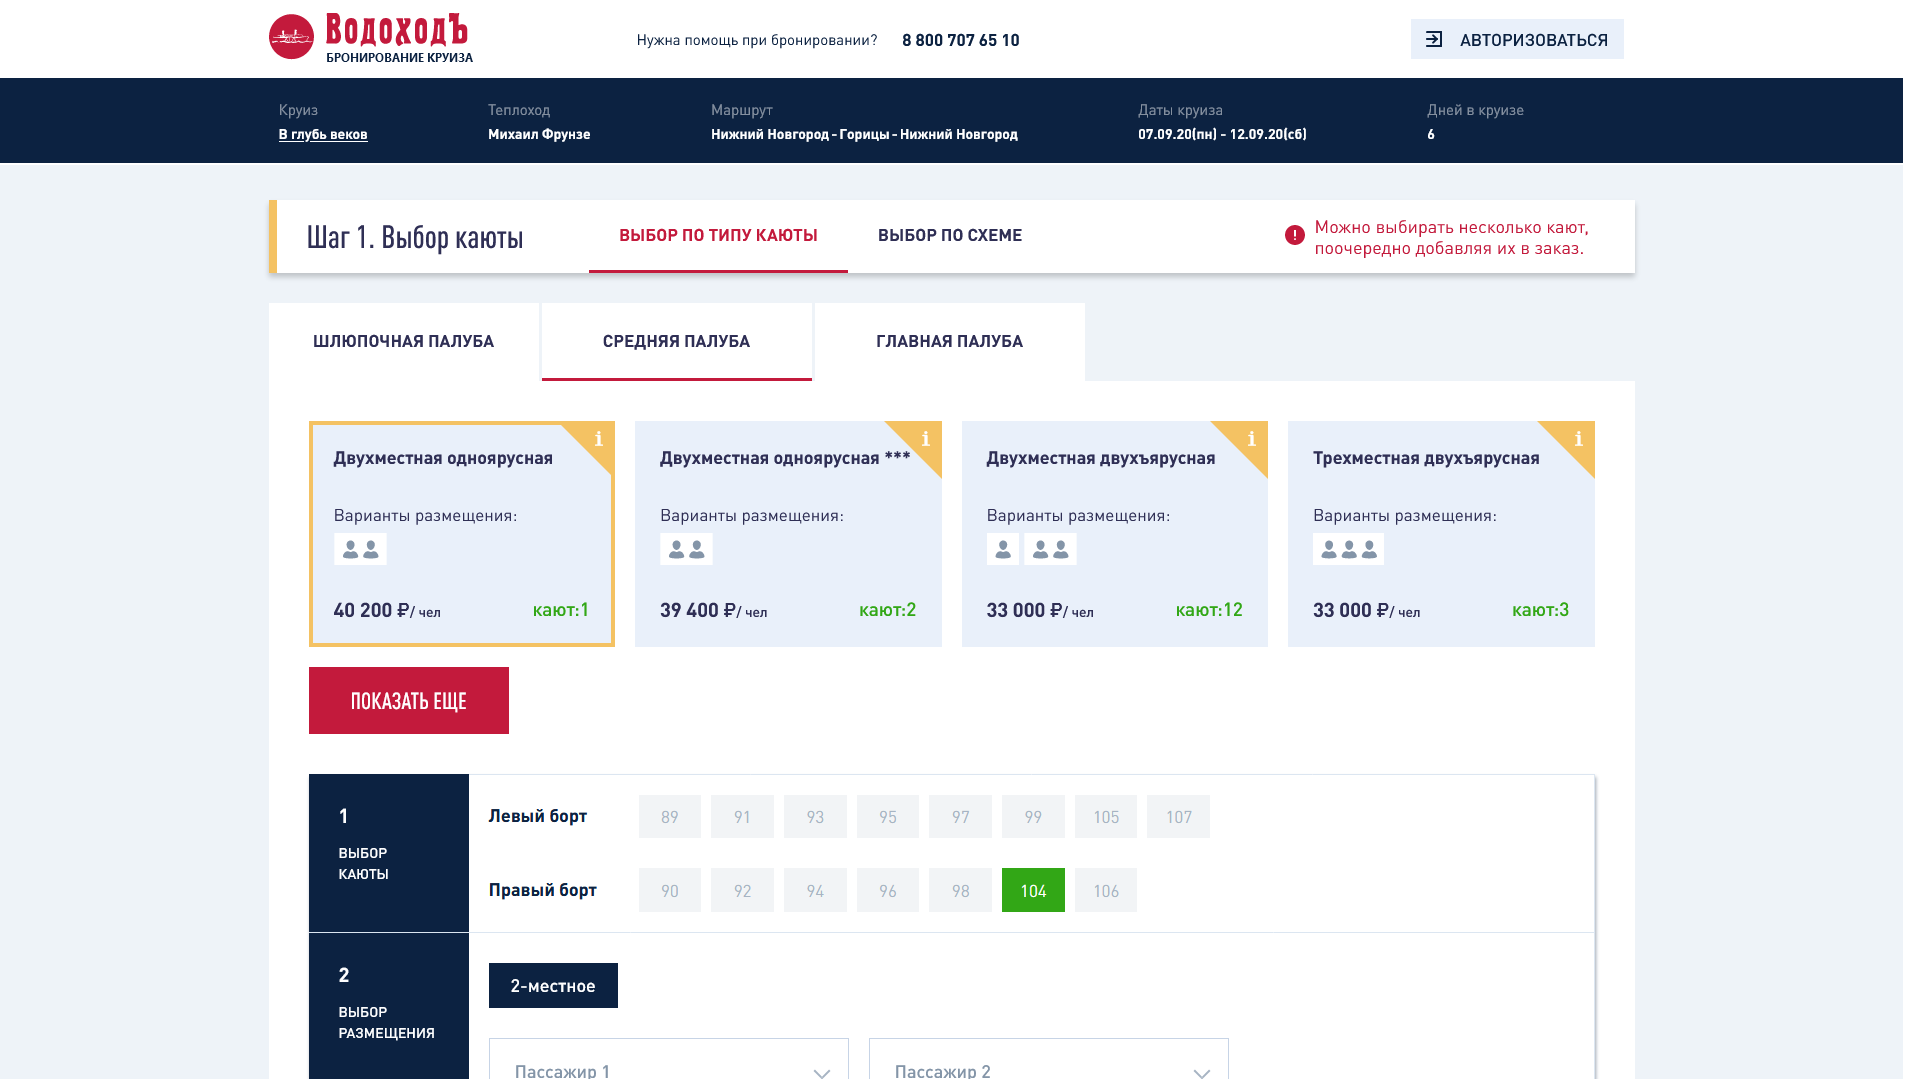 ВодоходЪ
БРОНИРОВАНИЕ КРУИЗА
Нужна помощь при бронировании? 8 800 707 65 10
АВТОРИЗОВАТЬСЯ
Круиз
В глубь веков
Теплоход
Михаил Фрунзе
Маршрут
Нижний Новгород - Горицы - Нижний Новгород
Даты круиза
07.09.20(пн) - 12.09.20(сб)
Дней в круизе
6
Шаг 1. Выбор каюты
ВЫБОР ПО ТИПУ КАЮТЫ
ВЫБОР ПО СХЕМЕ
! Можно выбирать несколько кают,
поочередно добавляя их в заказ.
ШЛЮПОЧНАЯ ПАЛУБА
СРЕДНЯЯ ПАЛУБА
ГЛАВНАЯ ПАЛУБА
Двухместная одноярусная i
Варианты размещения:
40 200 ₽/ чел кают:1
Двухместная одноярусная *** i
Варианты размещения:
39 400 ₽/ чел кают:2
Двухместная двухъярусная i
Варианты размещения:
33 000 ₽/ чел кают:12
Трехместная двухъярусная i
Варианты размещения:
33 000 ₽/ чел кают:3
ПОКАЗАТЬ ЕЩЕ
1
ВЫБОР
КАЮТЫ
Левый борт 89 91 93 95 97 99 105 107
Правый борт 90 92 94 96 98 104 106
2
ВЫБОР
РАЗМЕЩЕНИЯ
2-местное
Пассажир 1
Пассажир 2